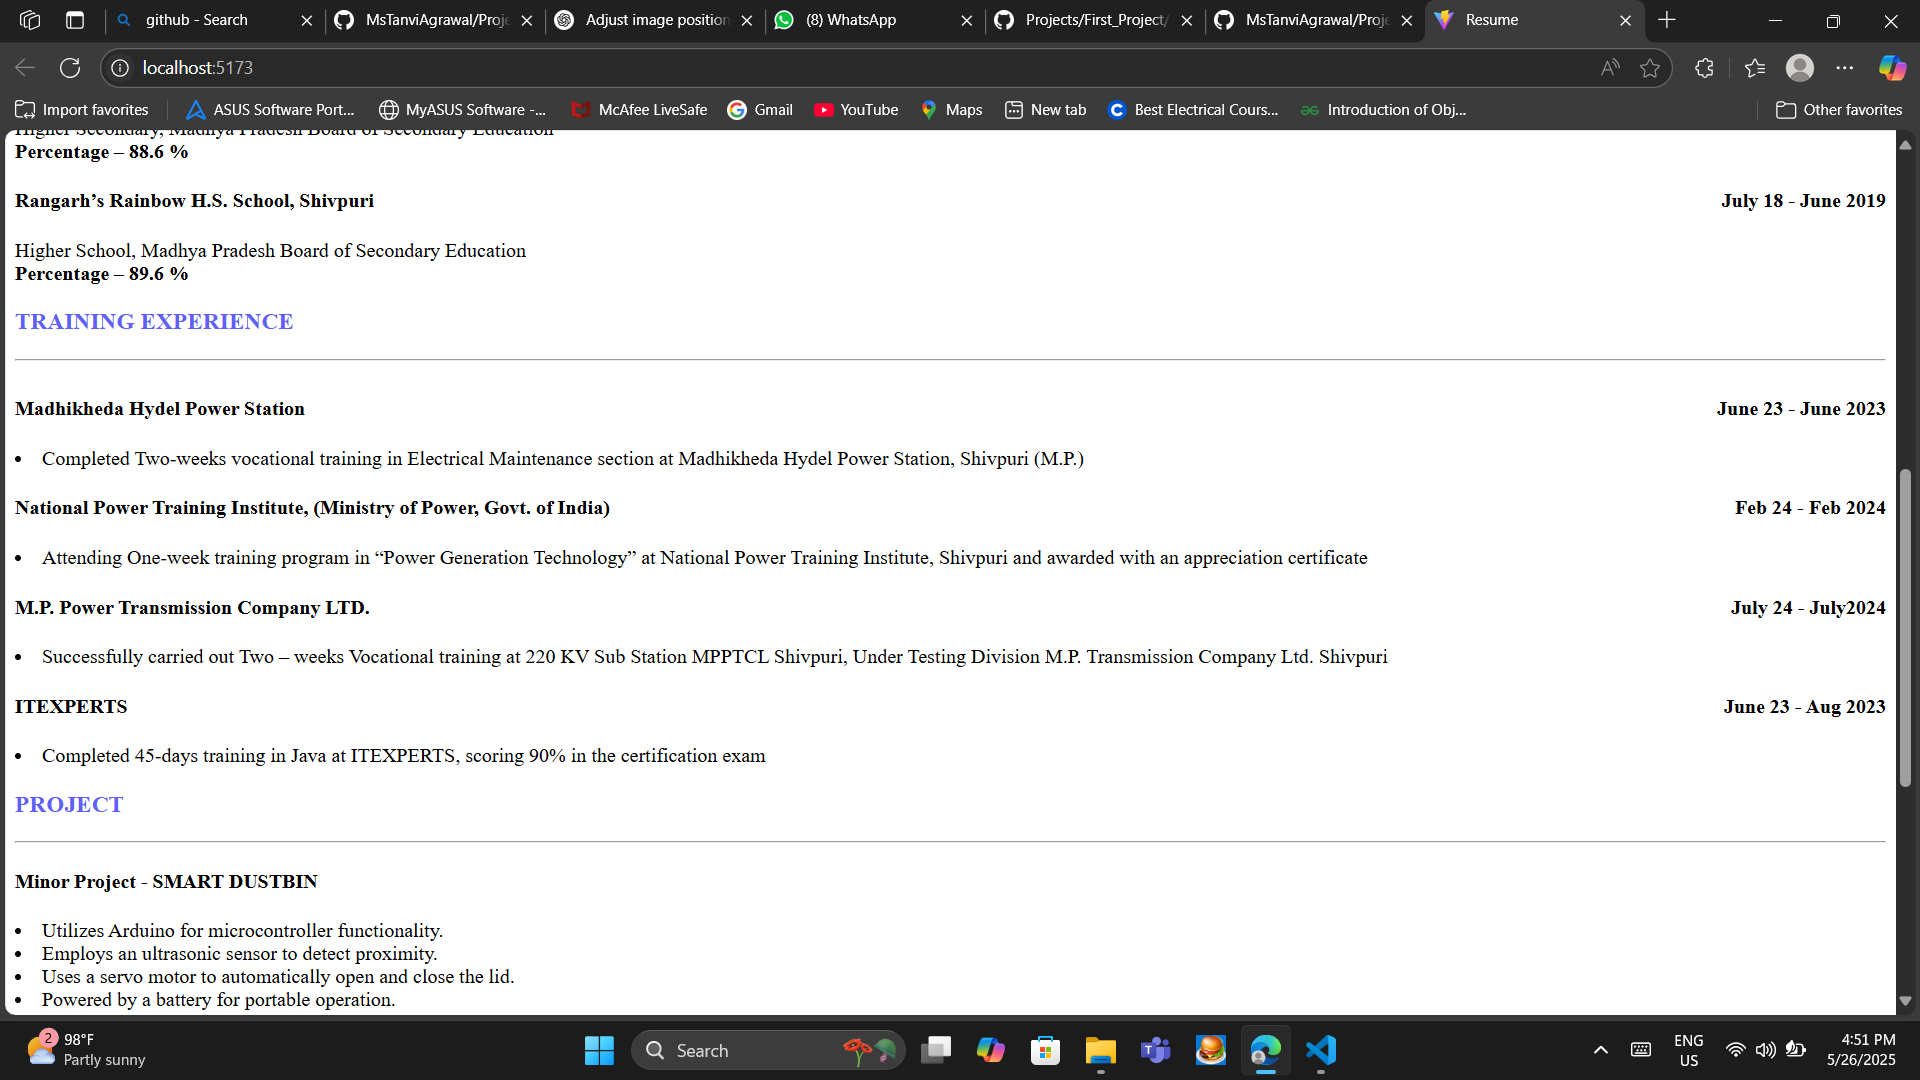 github - Search
MsTanviAgrawal/Proje
Adjust image position
(8) WhatsApp
Projects/First_Project/
MsTanviAgrawal/Proje
Resume
localhost:5173
Import favorites
ASUS Software Port...
MyASUS Software -...
McAfee LiveSafe
Gmail
YouTube
Maps
New tab
Best Electrical Cours...
Introduction of Obj...
Other favorites
Higher Secondary, Madhya Pradesh Board of Secondary Education
Percentage – 88.6 %
Rangarh’s Rainbow H.S. School, Shivpuri July 18 - June 2019
Higher School, Madhya Pradesh Board of Secondary Education
Percentage – 89.6 %
TRAINING EXPERIENCE
Madhikheda Hydel Power Station June 23 - June 2023
• Completed Two-weeks vocational training in Electrical Maintenance section at Madhikheda Hydel Power Station, Shivpuri (M.P.)
National Power Training Institute, (Ministry of Power, Govt. of India) Feb 24 - Feb 2024
• Attending One-week training program in “Power Generation Technology” at National Power Training Institute, Shivpuri and awarded with an appreciation certificate
M.P. Power Transmission Company LTD. July 24 - July2024
• Successfully carried out Two – weeks Vocational training at 220 KV Sub Station MPPTCL Shivpuri, Under Testing Division M.P. Transmission Company Ltd. Shivpuri
ITEXPERTS June 23 - Aug 2023
• Completed 45-days training in Java at ITEXPERTS, scoring 90% in the certification exam
PROJECT
Minor Project - SMART DUSTBIN
• Utilizes Arduino for microcontroller functionality.
• Employs an ultrasonic sensor to detect proximity.
• Uses a servo motor to automatically open and close the lid.
• Powered by a battery for portable operation.
2
98°F
Partly sunny
Search
ENG
US
4:51 PM
5/26/2025